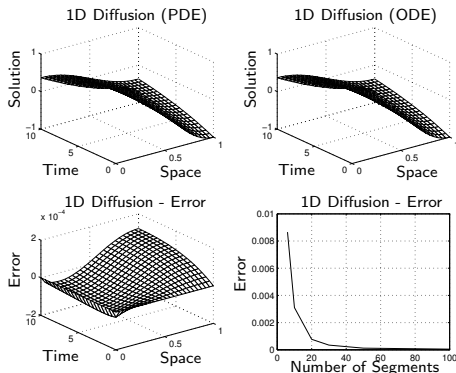 1D Diffusion (PDE)
1
0
−1
10
5
0
0
0.5
1
Solution
Time
Space
1D Diffusion (ODE)
1
0
−1
10
5
0
0
0.5
1
Solution
Time
Space
1D Diffusion - Error
x 10⁻⁴
2
0
−2
10
5
0
0
0.5
1
Error
Time
Space
1D Diffusion - Error
0.01
0.008
0.006
0.004
0.002
0
0
20
40
60
80
100
Error
Number of Segments